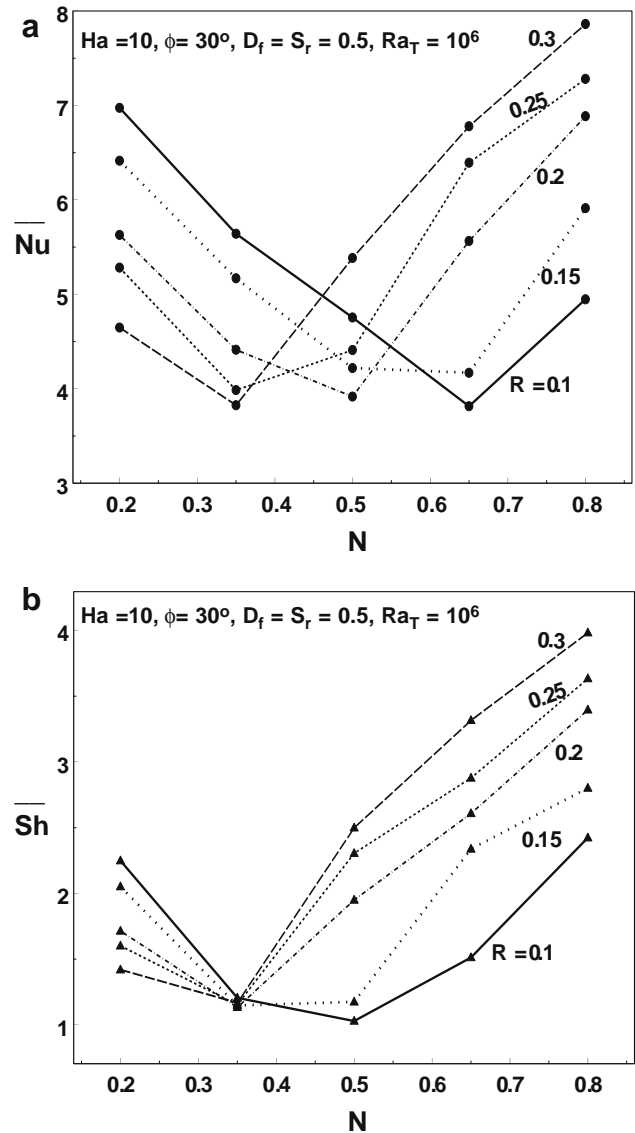 a
Ha =10, ϕ= 30°, D_f = S_r = 0.5, Ra_T = 10^6
8
7
6
5
4
3
Nu
0.3
0.25
0.2
0.15
R =0.1
0.2 0.3 0.4 0.5 0.6 0.7 0.8
N
b
Ha =10, ϕ= 30°, D_f = S_r = 0.5, Ra_T = 10^6
4
3
2
1
Sh
0.3
0.25
0.2
0.15
R =0.1
0.2 0.3 0.4 0.5 0.6 0.7 0.8
N